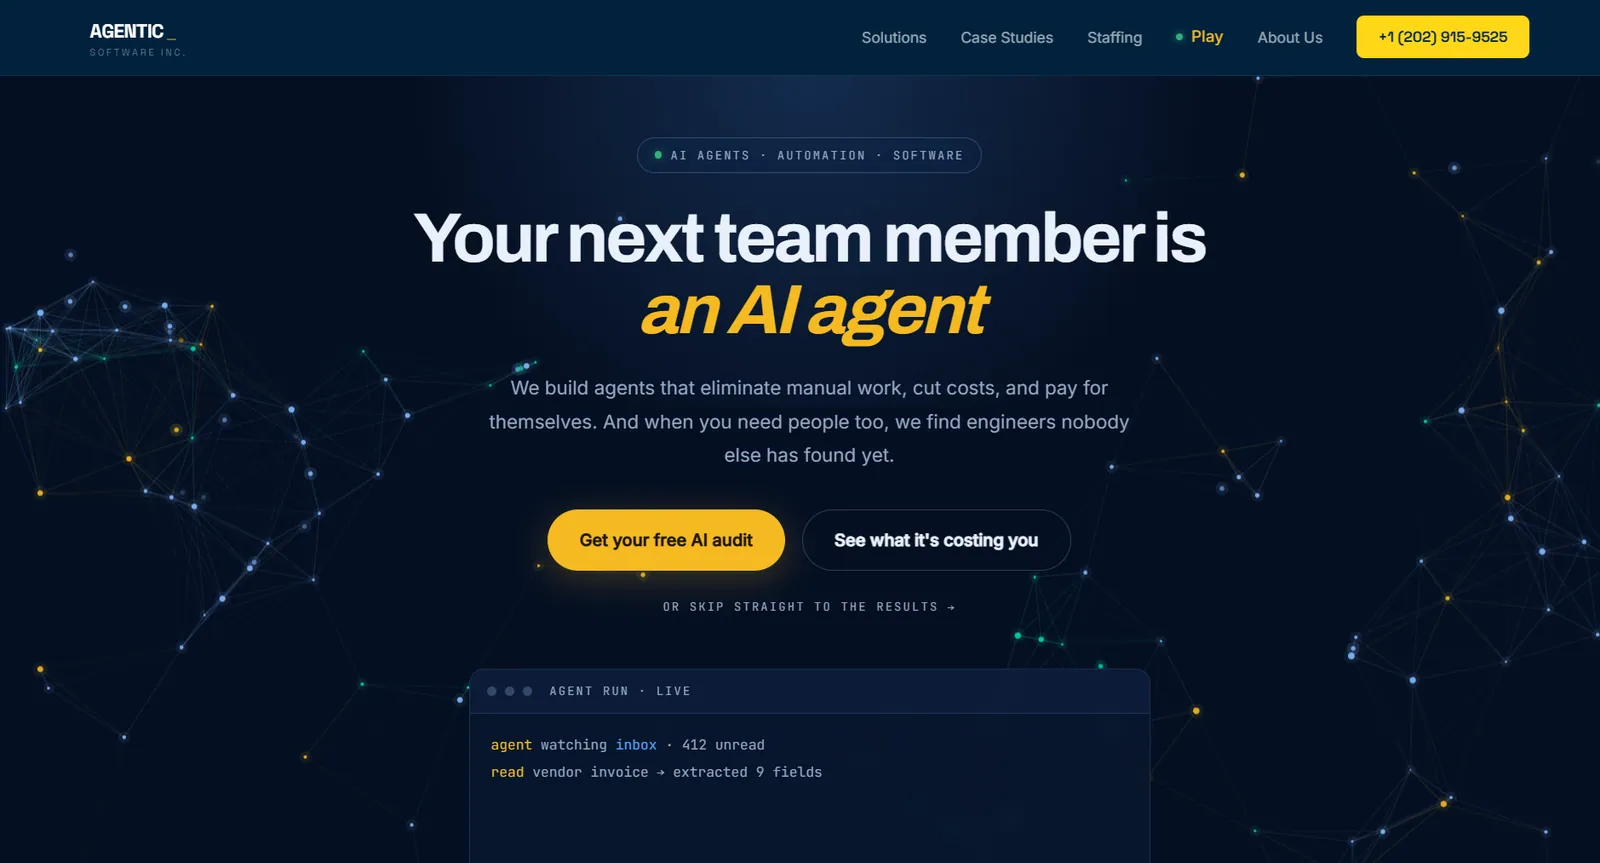 AGENTIC _
SOFTWARE INC.
Solutions
Case Studies
Staffing
Play
About Us
+1 (202) 915-9525
AI AGENTS · AUTOMATION · SOFTWARE
Your next team member is
an AI agent
We build agents that eliminate manual work, cut costs, and pay for
themselves. And when you need people too, we find engineers nobody
else has found yet.
Get your free AI audit
See what it's costing you
OR SKIP STRAIGHT TO THE RESULTS →
AGENT RUN · LIVE
agent watching inbox · 412 unread
read vendor invoice → extracted 9 fields